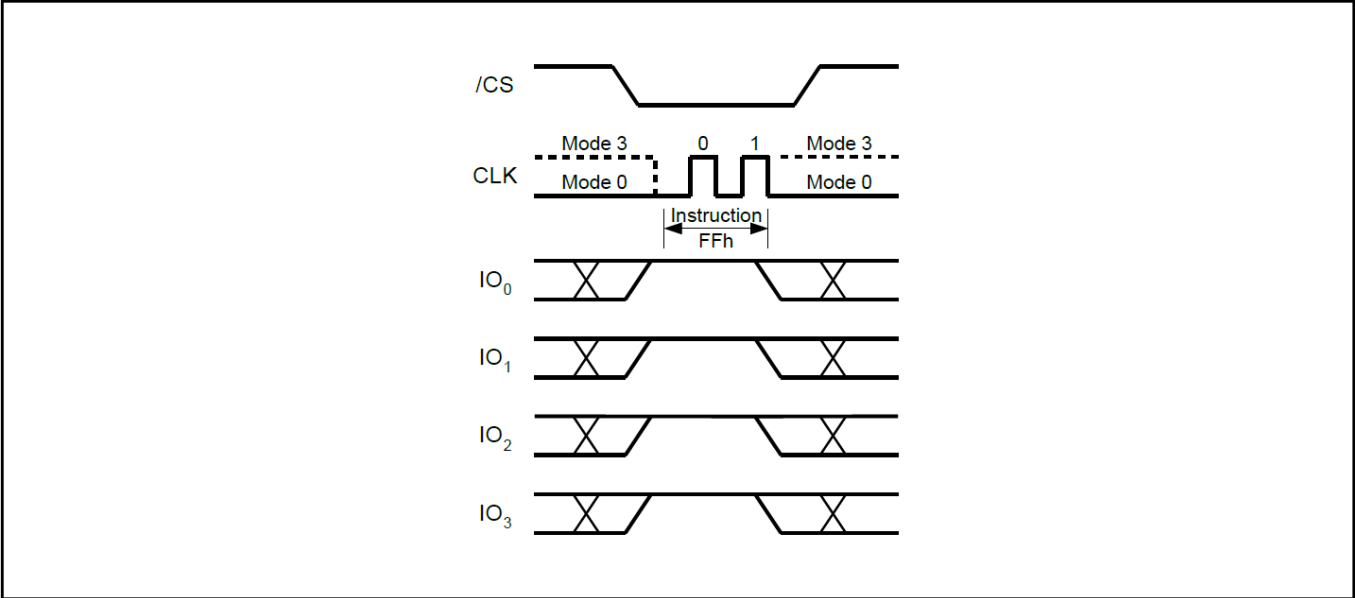 /CS
Mode 3 0 1 Mode 3
CLK
Mode 0 Mode 0
Instruction
FFh
IO0
IO1
IO2
IO3